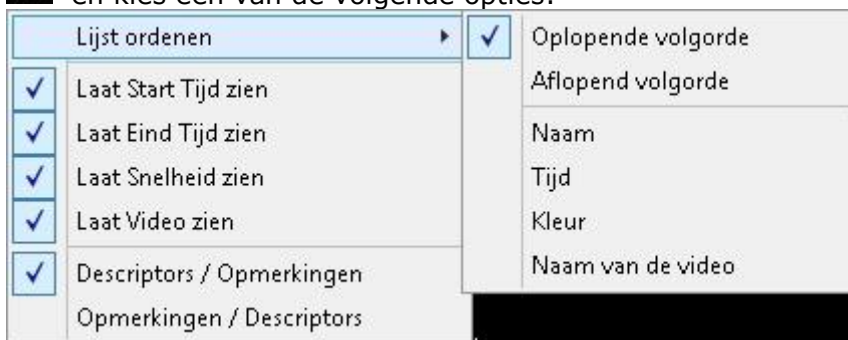 en kies een van de volgende opties:
Lijst ordenen
Laat Start Tijd zien
Laat Eind Tijd zien
Laat Snelheid zien
Laat Video zien
Descriptors / Opmerkingen
Opmerkingen / Descriptors
Oplopende volgorde
Aflopend volgorde
Naam
Tijd
Kleur
Naam van de video